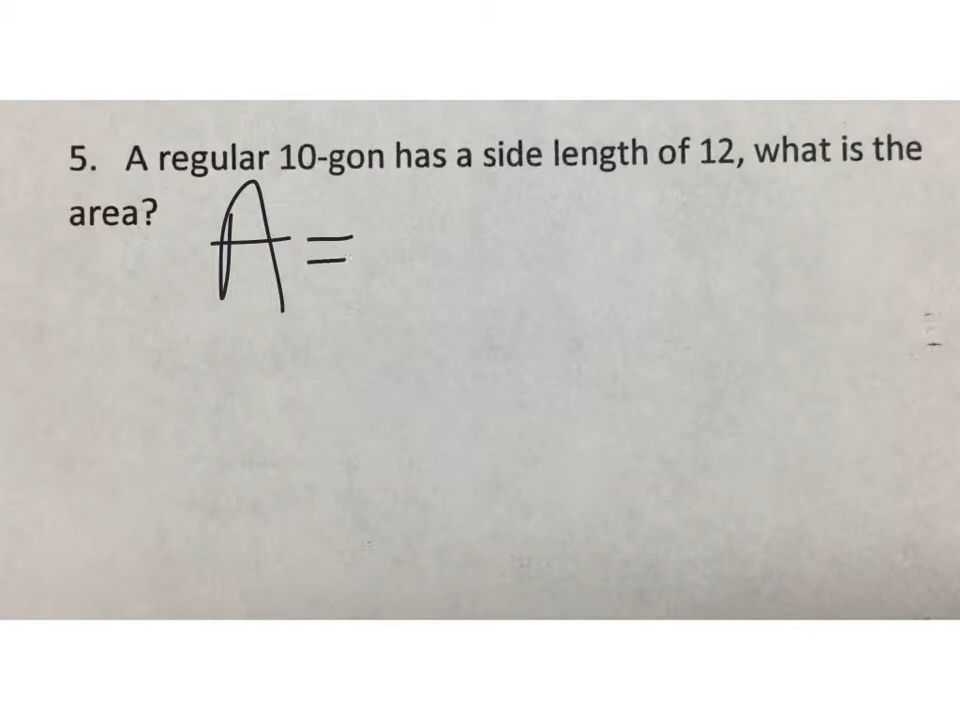 5. A regular 10-gon has a side length of 12, what is the
area?
A =